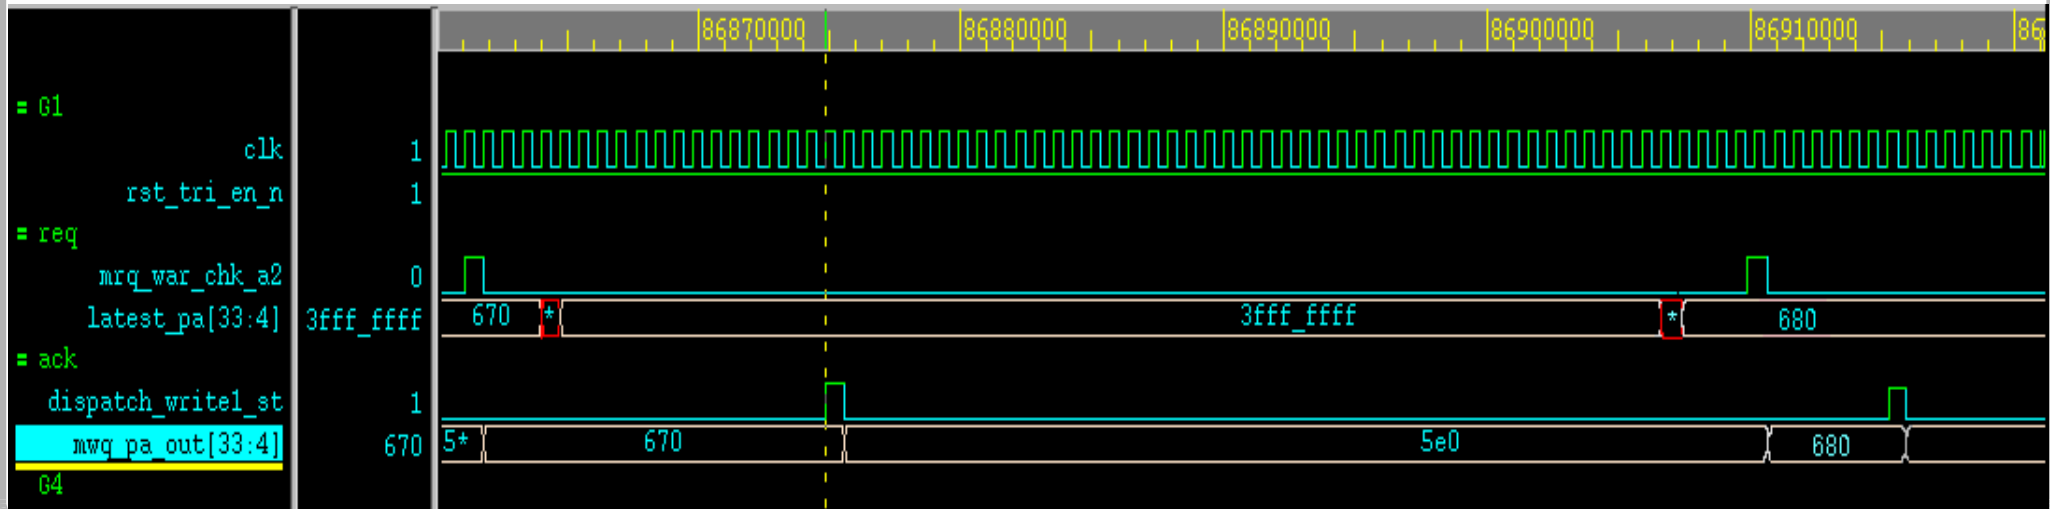 86870000 86880000 86890000 86900000 86910000 86
= G1
clk 1
rst_tri_en_n 1
= req
mrq_war_chk_a2 0
latest_pa[33:4] 3fff_ffff 670 * 3fff_ffff * 680
= ack
dispatch_write1_st 1
mwq_pa_out[33:4] 670 5* 670 5e0 680
G4